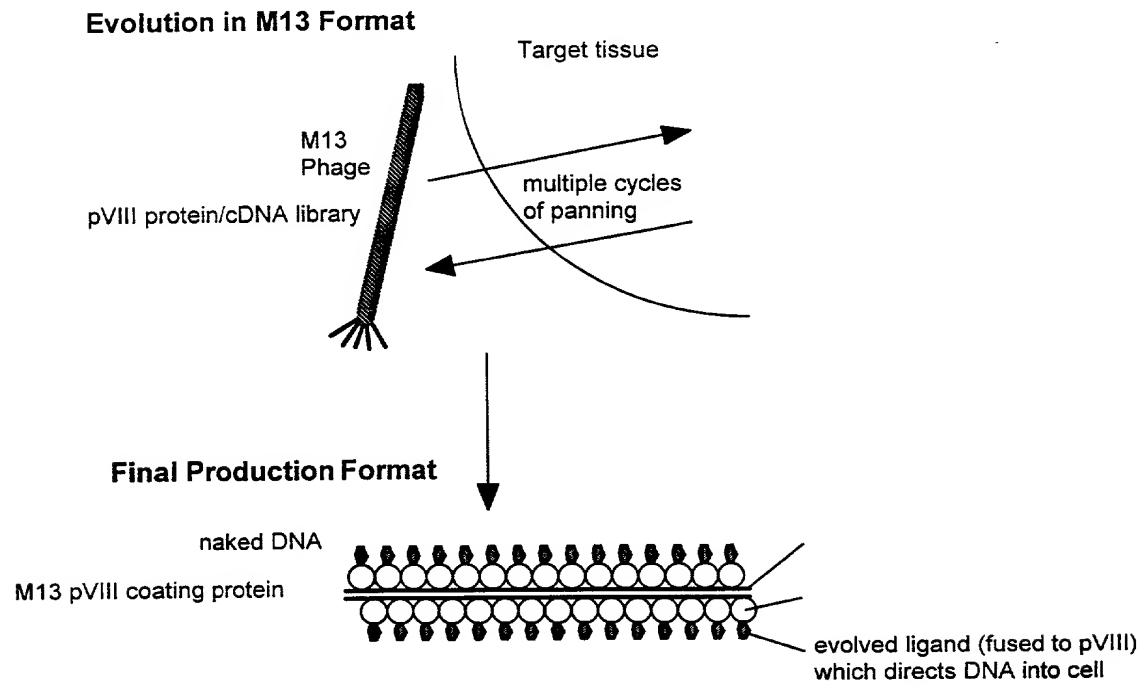 Evolution in M13 Format
Target tissue
M13
Phage
pVIII protein/cDNA library
multiple cycles
of panning
Final Production Format
naked DNA
M13 pVIII coating protein
evolved ligand (fused to pVIII)
which directs DNA into cell